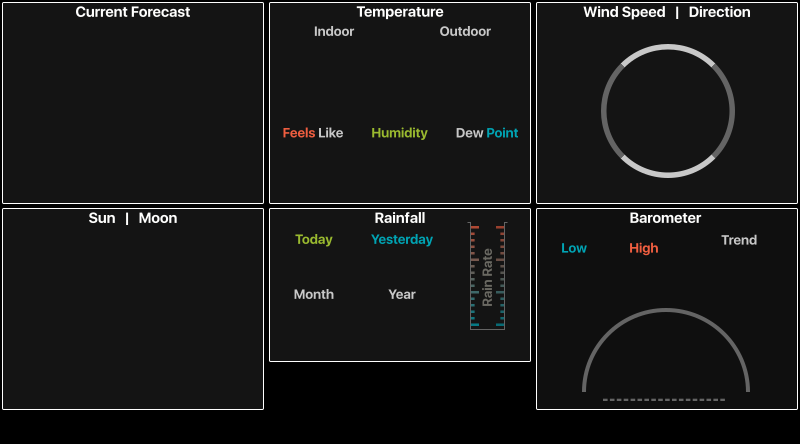 Current Forecast
Temperature
Indoor Outdoor
Feels Like Humidity Dew Point
Wind Speed | Direction
Sun | Moon
Rainfall
Today Yesterday
Month Year
Rain Rate
Barometer
Low High Trend